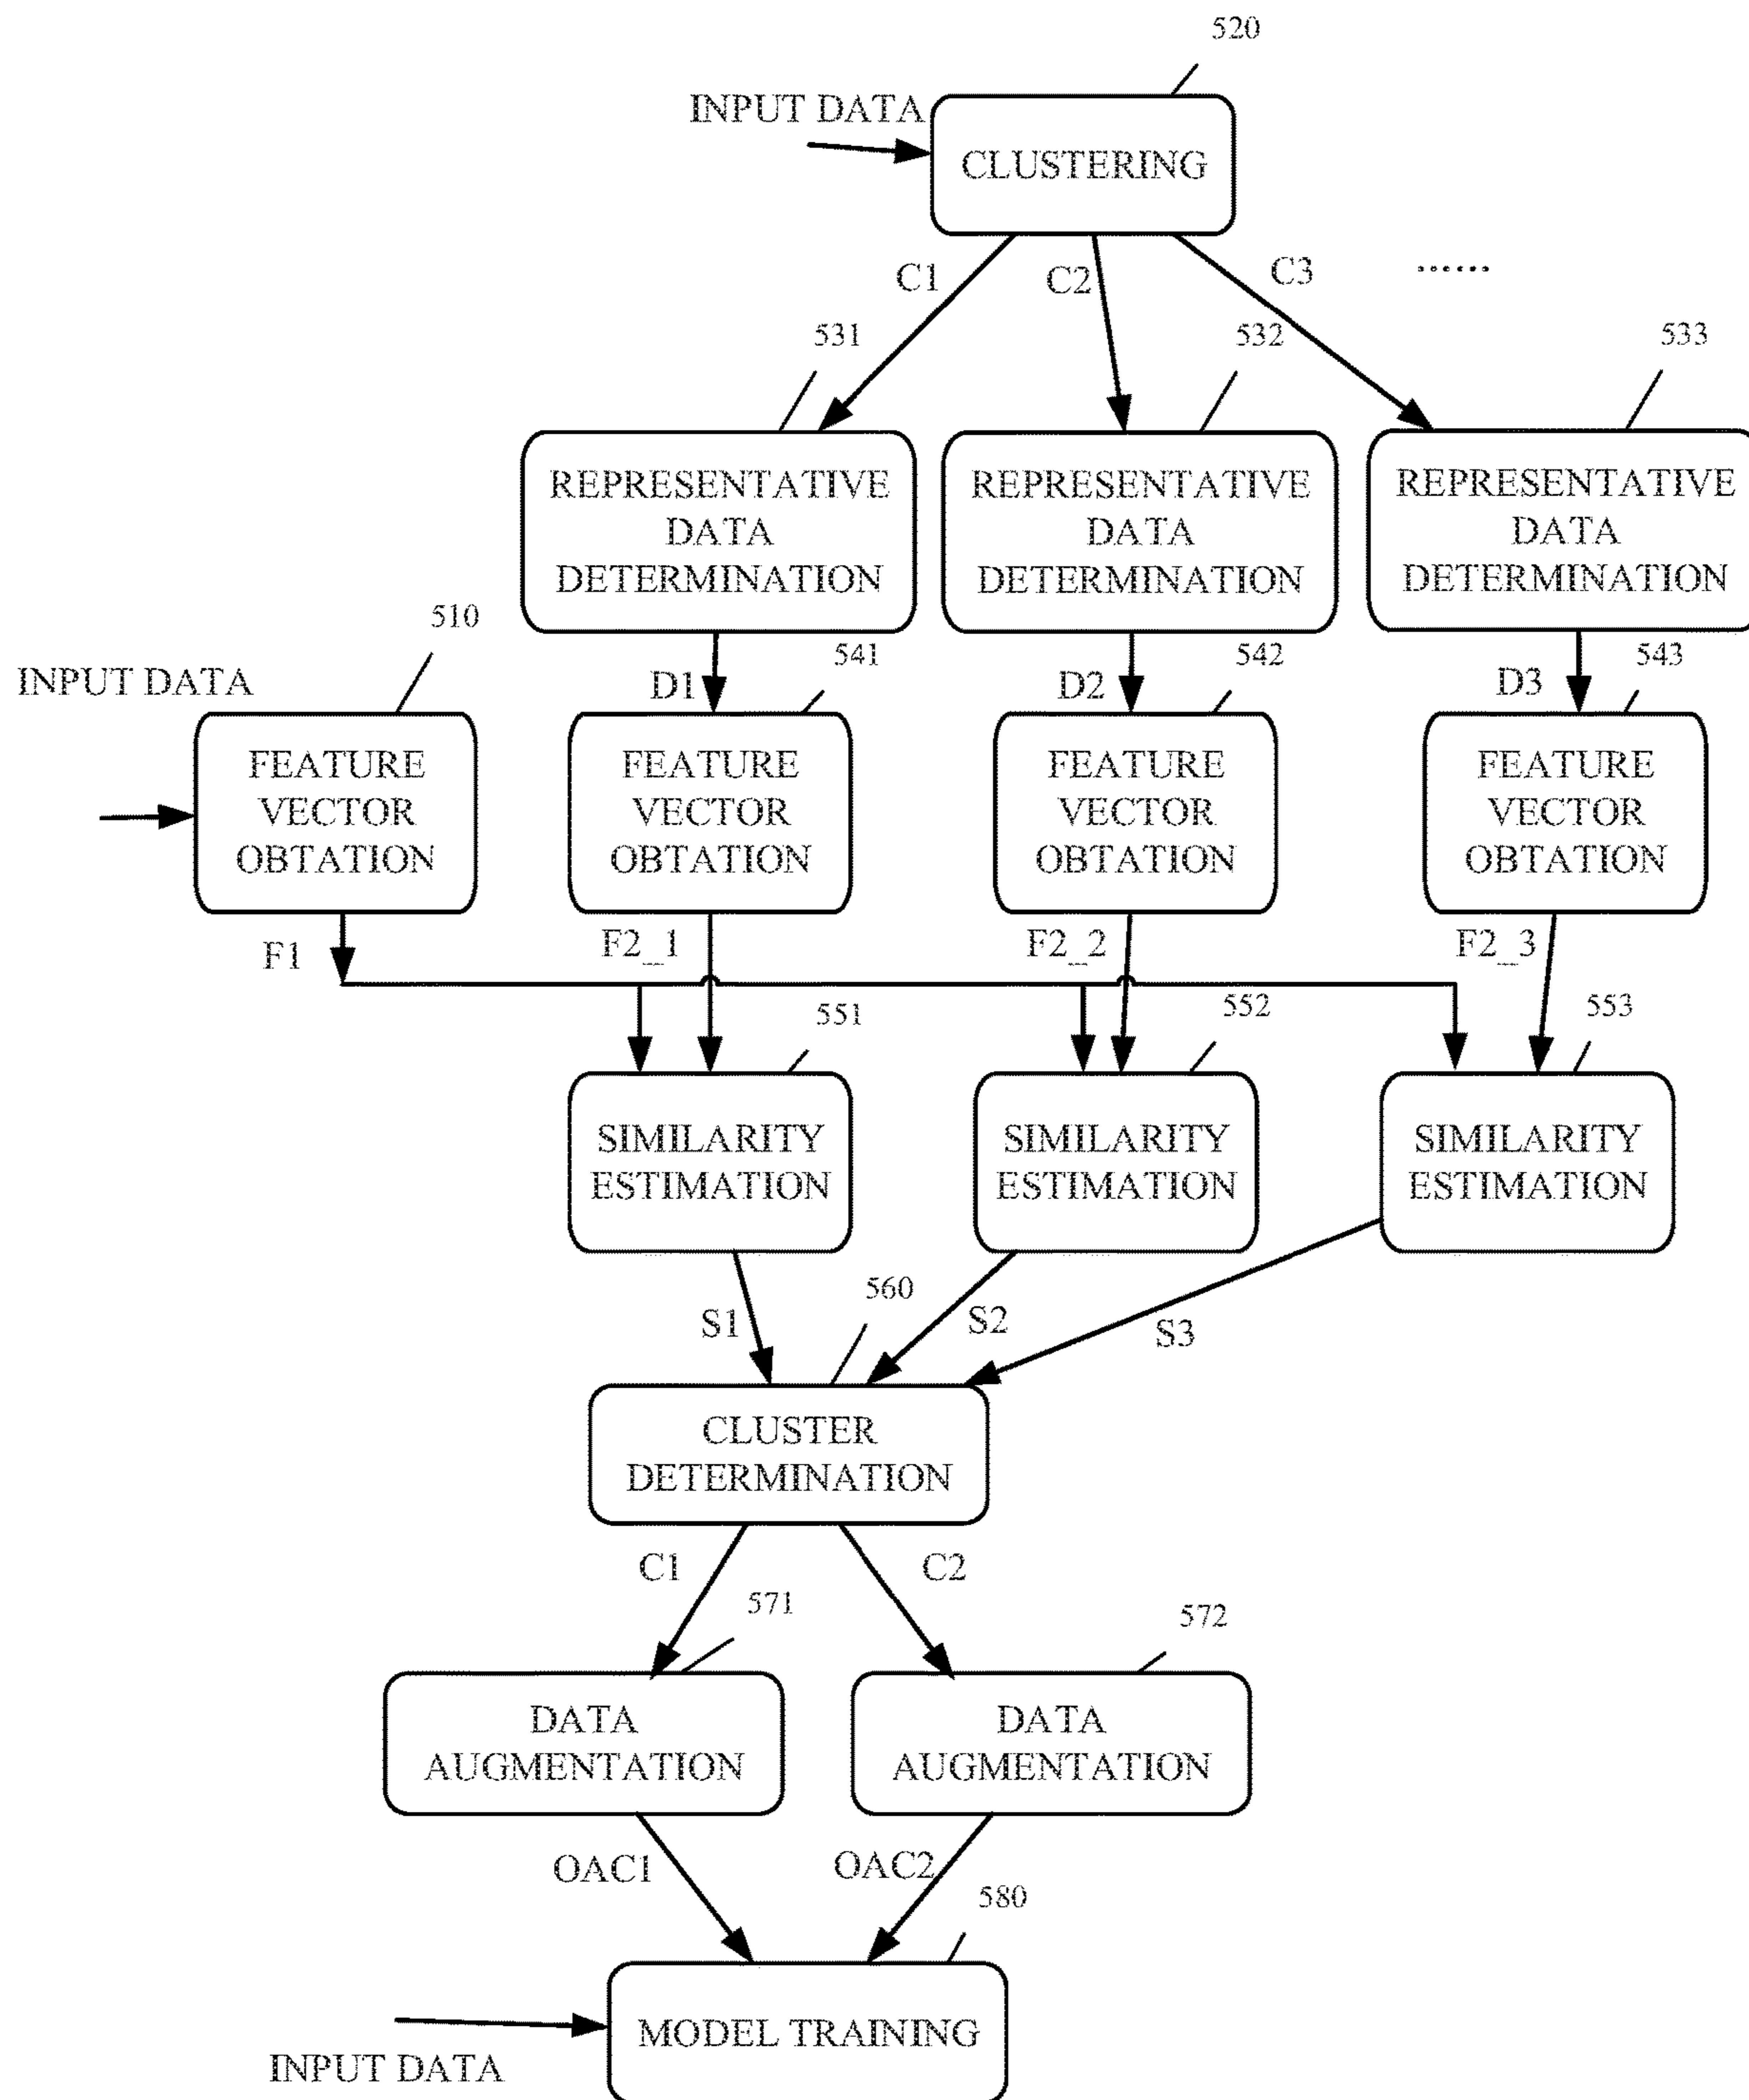 520
INPUT DATA
CLUSTERING
C1
C2
C3
......
531
532
533
REPRESENTATIVE
DATA
DETERMINATION
REPRESENTATIVE
DATA
DETERMINATION
REPRESENTATIVE
DATA
DETERMINATION
510
INPUT DATA
D1
541
D2
542
D3
543
FEATURE
VECTOR
OBTATION
FEATURE
VECTOR
OBTATION
FEATURE
VECTOR
OBTATION
FEATURE
VECTOR
OBTATION
F1
F2_1
F2_2
F2_3
551
552
553
SIMILARITY
ESTIMATION
SIMILARITY
ESTIMATION
SIMILARITY
ESTIMATION
S1
560
S2
S3
CLUSTER
DETERMINATION
C1
C2
571
572
DATA
AUGMENTATION
DATA
AUGMENTATION
OAC1
OAC2
580
MODEL TRAINING
INPUT DATA